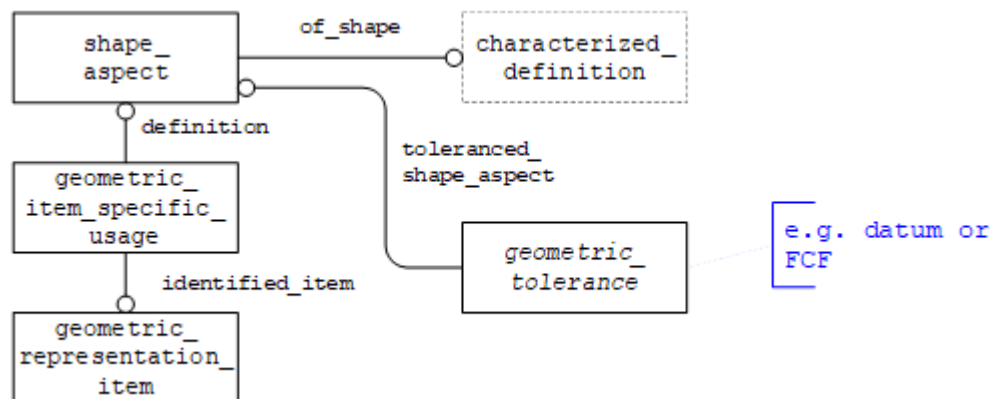 shape_
aspect
of_shape
characterized_
definition
definition
toleranced_
shape_aspect
geometric_
item_specific_
usage
geometric_
tolerance
e.g. datum or
FCF
identified_item
geometric_
representation_
item